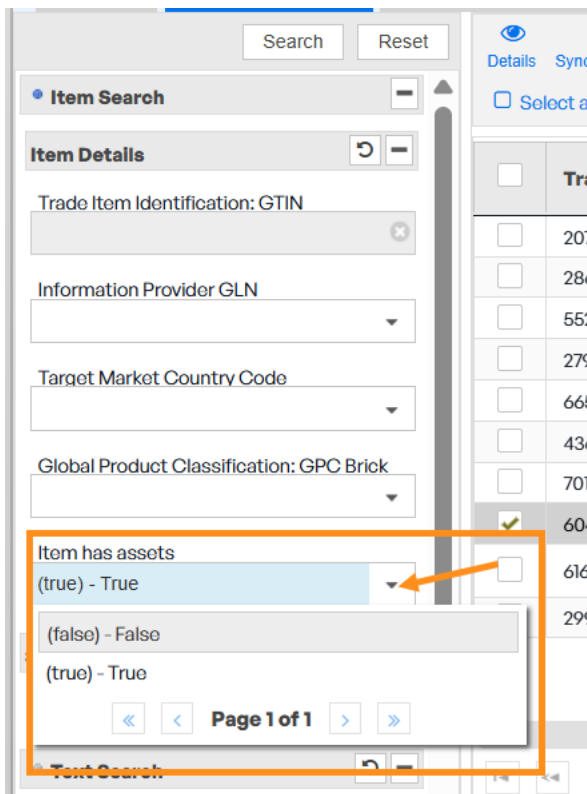 Search
Reset
Item Search
Item Details
Trade Item Identification: GTIN
Information Provider GLN
Target Market Country Code
Global Product Classification: GPC Brick
Item has assets
(true) - True
(false) - False
(true) - True
Page 1 of 1
Text Search
Details
Select a